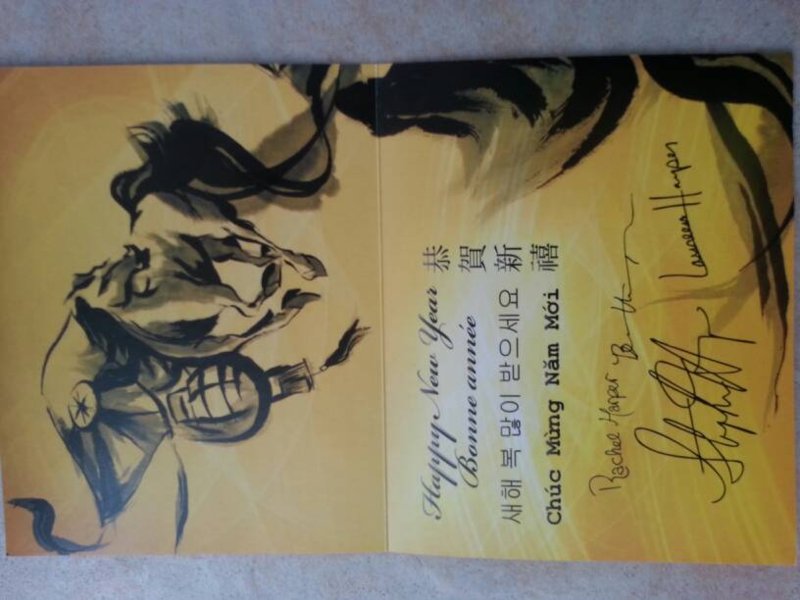 Happy New Year
Bonne année
새해 복 많이 받으세요
Chúc Mừng Năm Mới
恭賀新禧
Rachel Harper
Laureen Harper